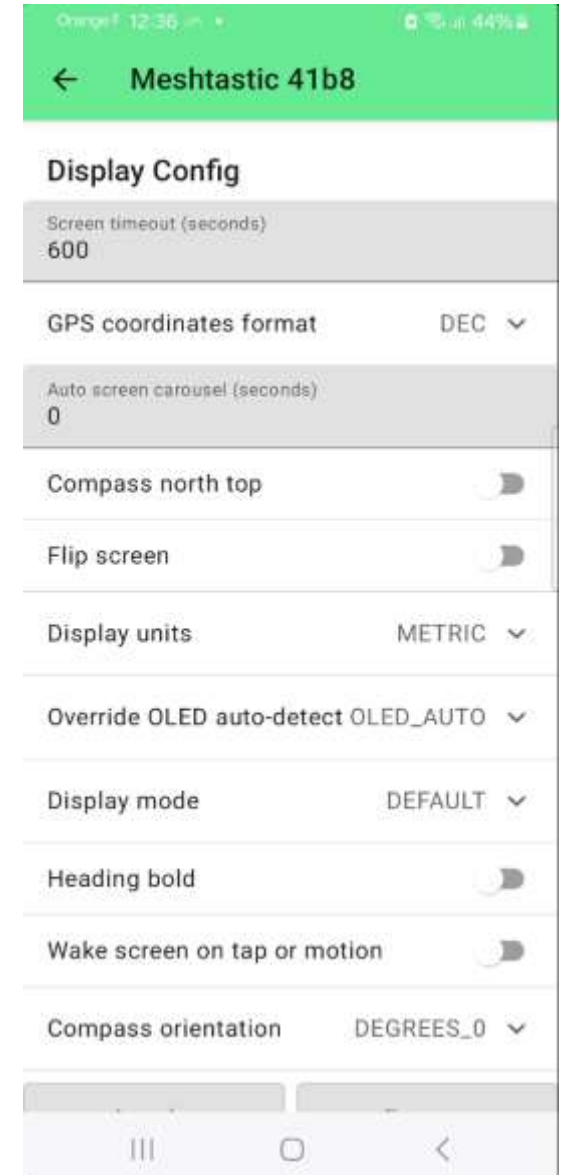 Orange F 12:36
44%
Meshtastic 41b8
Display Config
Screen timeout (seconds)
600
GPS coordinates format DEC
Auto screen carousel (seconds)
0
Compass north top
Flip screen
Display units METRIC
Override OLED auto-detect OLED_AUTO
Display mode DEFAULT
Heading bold
Wake screen on tap or motion
Compass orientation DEGREES_0